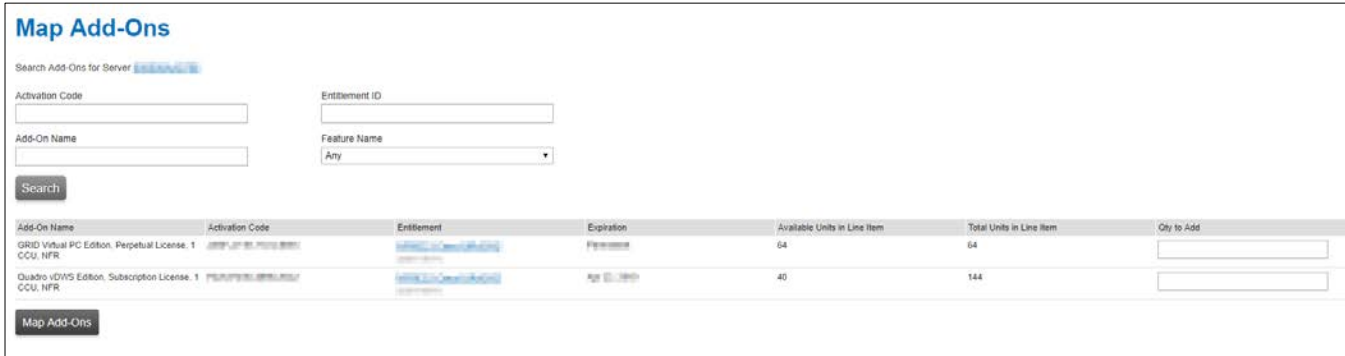 Map Add-Ons
Search Add-Ons for Server
Activation Code Entitlement ID
Add-On Name Feature Name
Any
Search
Add-On Name Activation Code Entitlement Expiration Available Units in Line Item Total Units in Line Item Qty to Add
GRID Virtual PC Edition, Perpetual License, 1 64 64
CCU, NFR
Quadro vDWS Edition, Subscription License, 1 40 144
CCU, NFR
Map Add-Ons